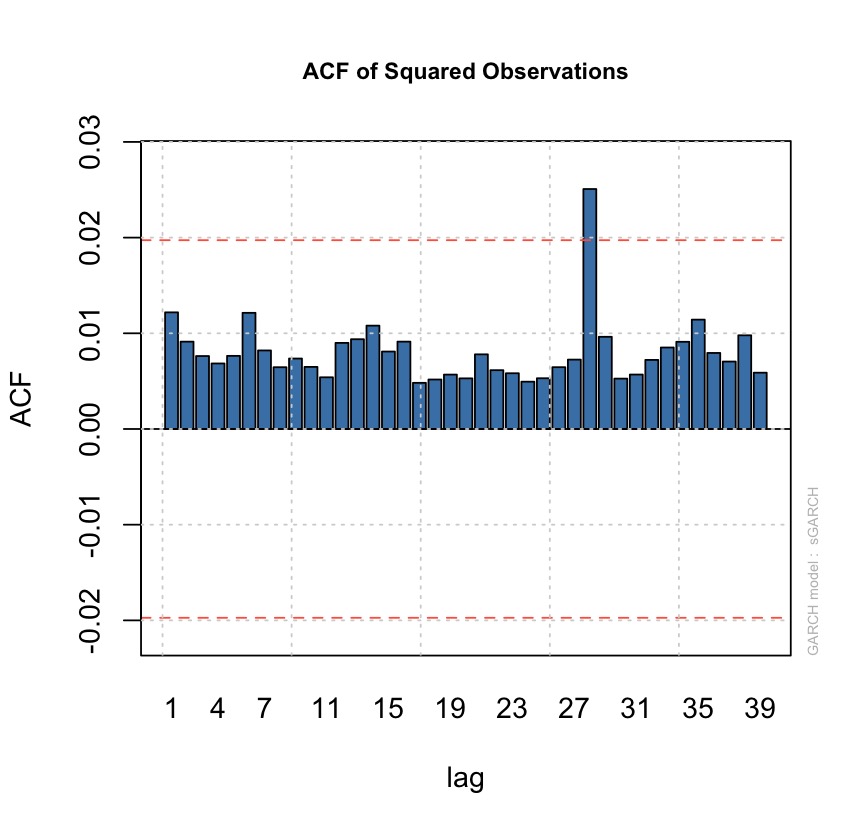 ACF of Squared Observations
0.03
0.02
0.01
0.00
-0.01
-0.02
ACF
1 4 7 11 15 19 23 27 31 35 39
lag
GARCH model : sGARCH